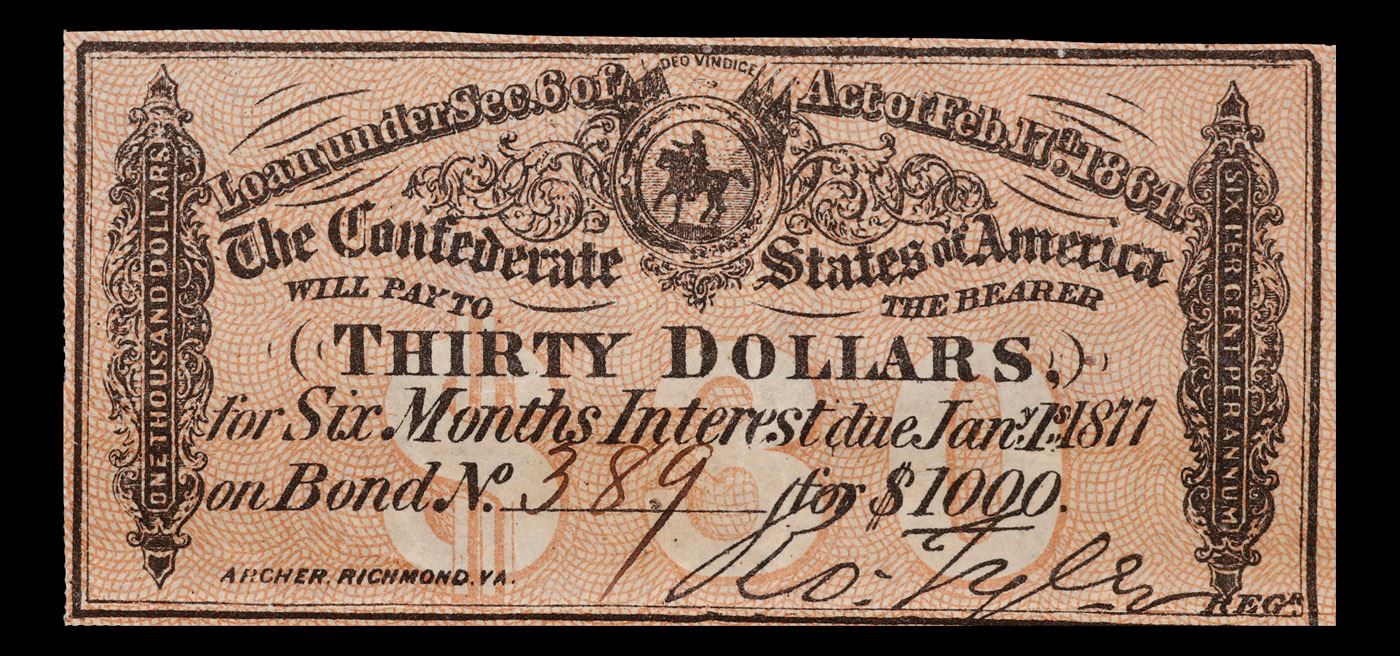 DEO VINDICE
Loan under Sec. 6 of Act of Feb. 17th 1864.
The Confederate States of America
WILL PAY TO THE BEARER
THIRTY DOLLARS,
for Six Months Interest due Jany. 1st 1877
on Bond No. 389 for $1000.
Ro. Tyler
ARCHER, RICHMOND, VA.
REGR.
ONE THOUSAND DOLLARS
SIX PER CENT PER ANNUM
$30